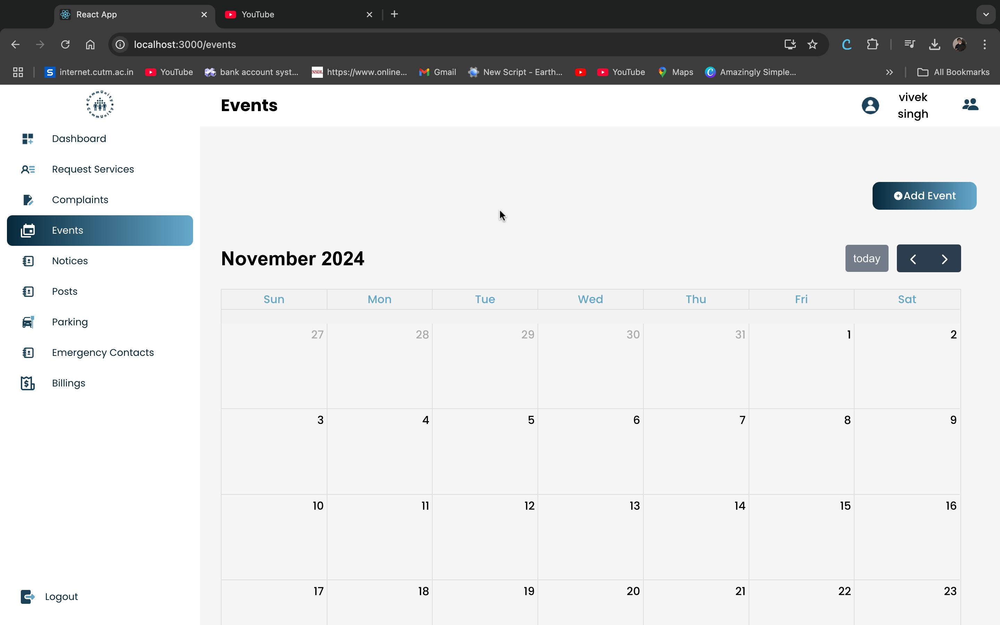 React App
YouTube
localhost:3000/events
S internet.cutm.ac.in YouTube bank account syst... NSDL https://www.online... Gmail New Script - Earth... YouTube Maps Amazingly Simple... All Bookmarks
CommUnity
CommUnity
Events
vivek
singh
Dashboard
Request Services
Complaints
Events
Notices
Posts
Parking
Emergency Contacts
Billings
Logout
Add Event
November 2024
today
Sun Mon Tue Wed Thu Fri Sat
27 28 29 30 31 1 2
3 4 5 6 7 8 9
10 11 12 13 14 15 16
17 18 19 20 21 22 23